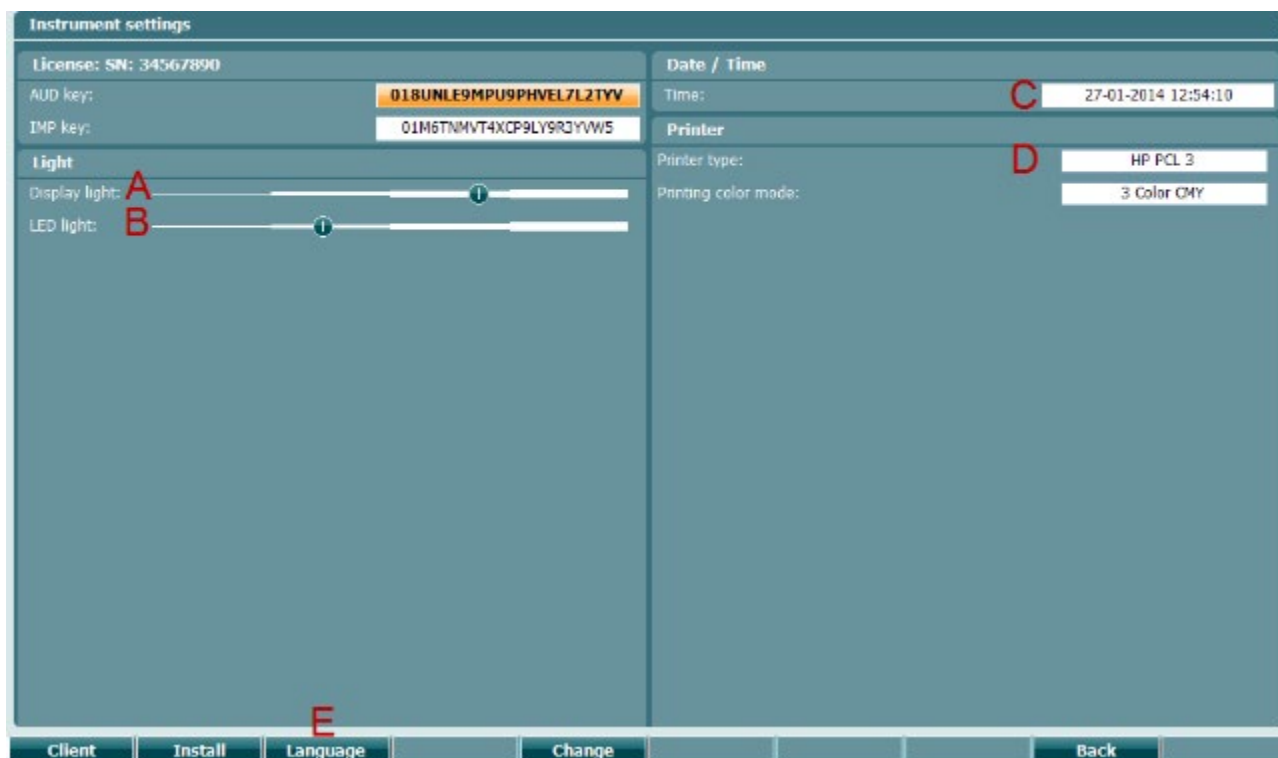 Instrument settings
License: SN: 34567890
AUD key: 018UNLE9MPU9PHVEL7L2TYV
IMP key: 01M6TNMVT4XCP9LY9R3YVW5
Light
Display light: A
LED light: B
Date / Time
Time: C 27-01-2014 12:54:10
Printer
Printer type: D HP PCL 3
Printing color mode: 3 Color CMY
E
Client Install Language Change Back